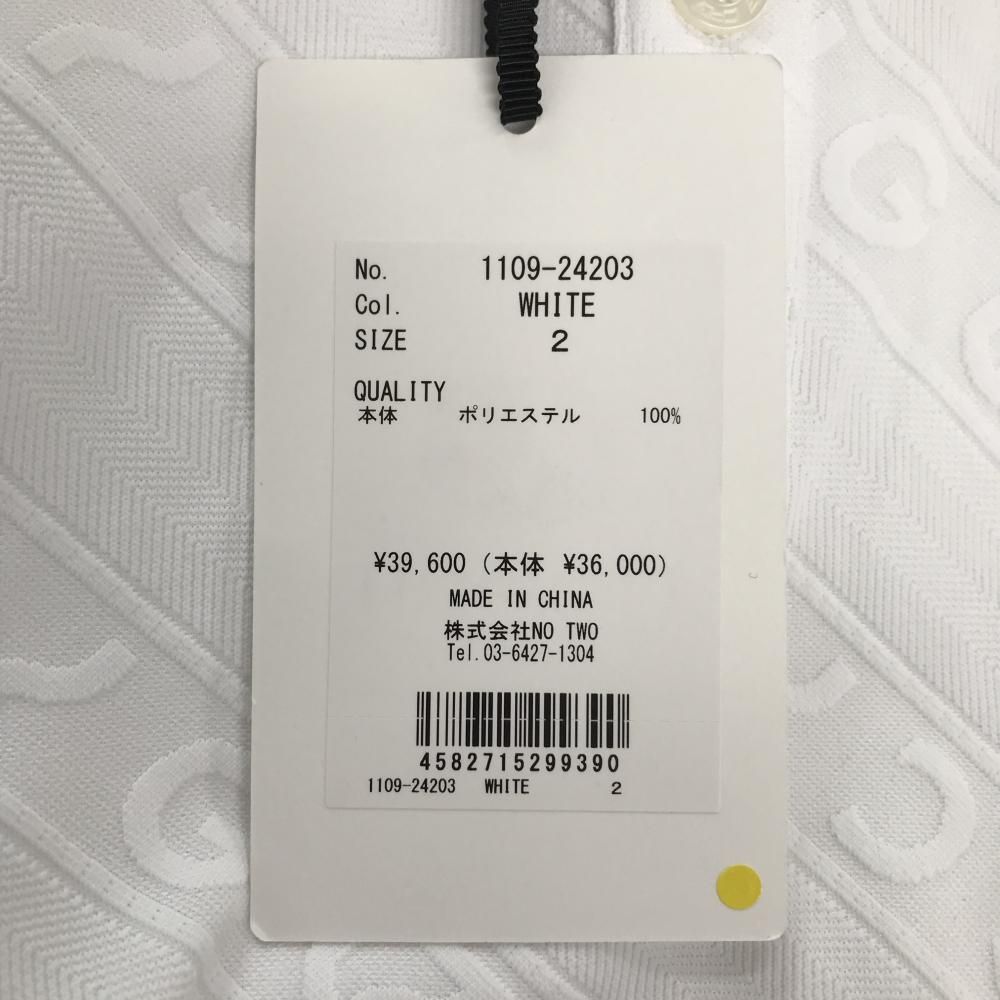 No. 1109-24203
Col. WHITE
SIZE 2
QUALITY
本体 ポリエステル 100%
¥39,600 (本体 ¥36,000)
MADE IN CHINA
株式会社NO TWO
Tel.03-6427-1304
4582715299390
1109-24203 WHITE 2
G